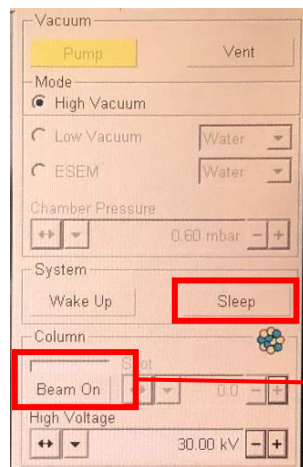 Vacuum
Pump Vent
Mode
High Vacuum
Low Vacuum Water
ESEM Water
Chamber Pressure
0.60 mbar - +
System
Wake Up Sleep
Column
Spot
Beam On 0.0 - +
High Voltage
30.00 kV - +